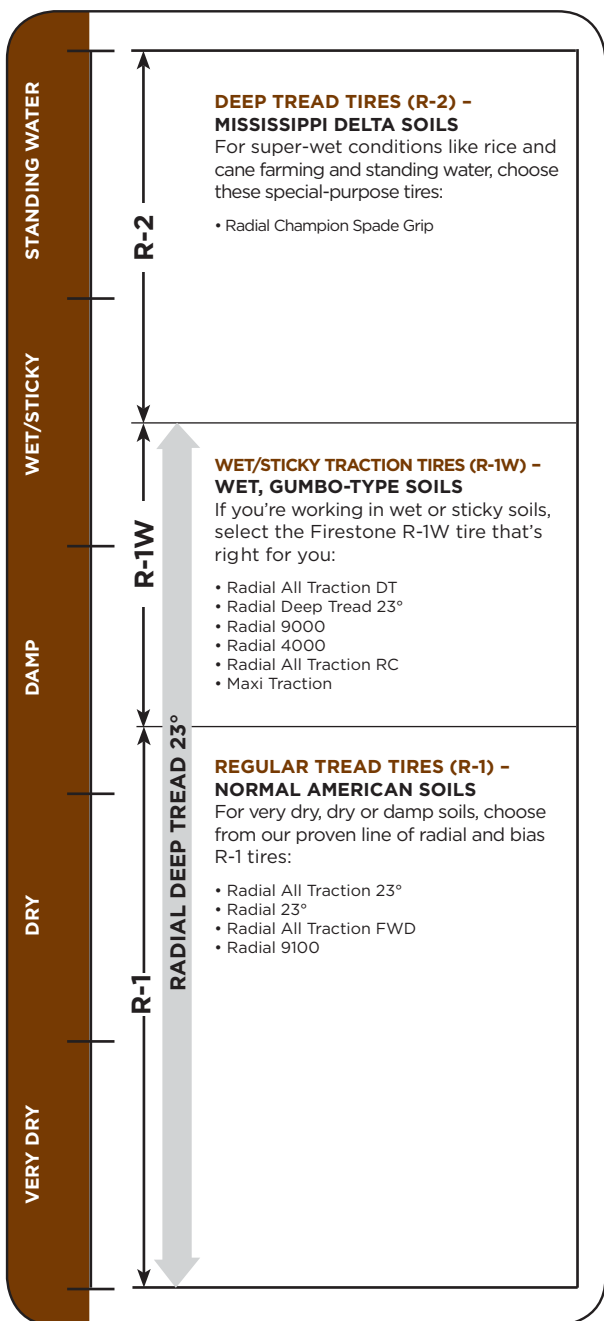 STANDING WATER
WET/STICKY
DAMP
DRY
VERY DRY
R-2
R-1W
R-1
RADIAL DEEP TREAD 23°
DEEP TREAD TIRES (R-2) –
MISSISSIPPI DELTA SOILS
For super-wet conditions like rice and
cane farming and standing water, choose
these special-purpose tires:
• Radial Champion Spade Grip
WET/STICKY TRACTION TIRES (R-1W) –
WET, GUMBO-TYPE SOILS
If you’re working in wet or sticky soils,
select the Firestone R-1W tire that’s
right for you:
• Radial All Traction DT
• Radial Deep Tread 23°
• Radial 9000
• Radial 4000
• Radial All Traction RC
• Maxi Traction
REGULAR TREAD TIRES (R-1) –
NORMAL AMERICAN SOILS
For very dry, dry or damp soils, choose
from our proven line of radial and bias
R-1 tires:
• Radial All Traction 23°
• Radial 23°
• Radial All Traction FWD
• Radial 9100